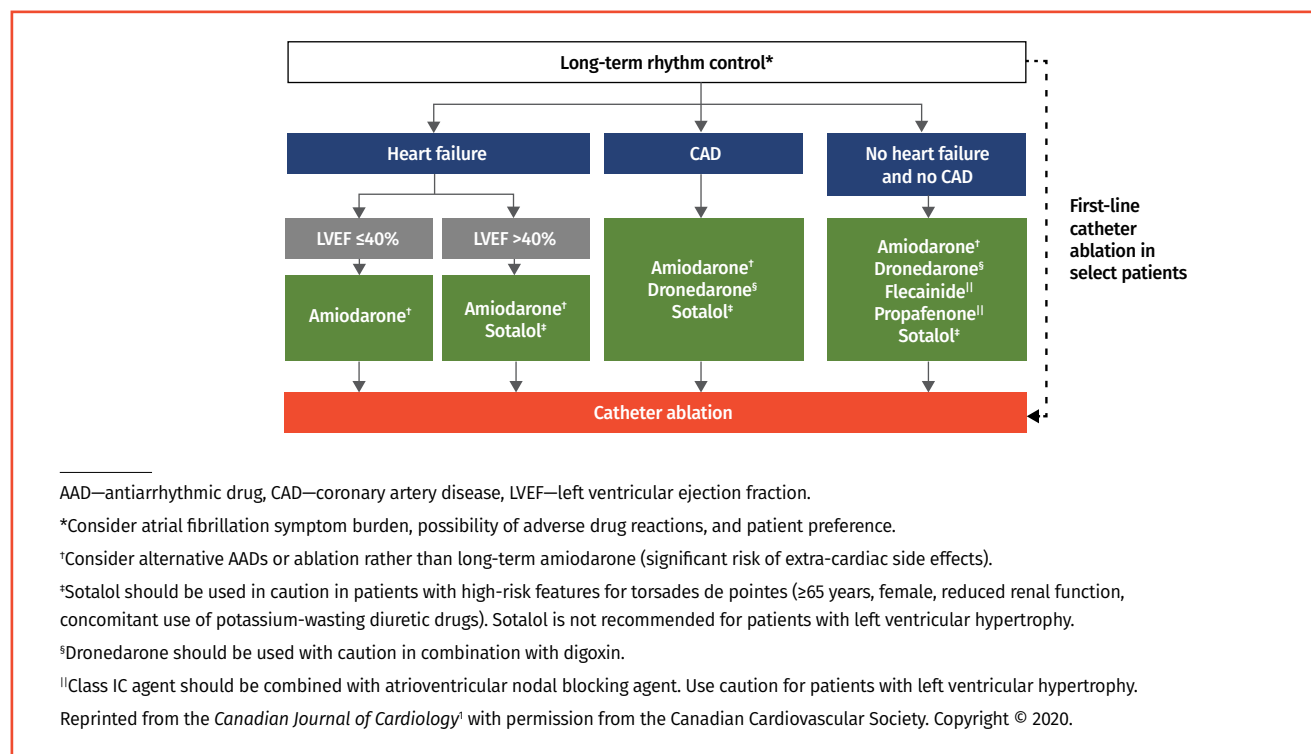 Long-term rhythm control*
Heart failure
CAD
No heart failure
and no CAD
First-line
catheter
ablation in
select patients
LVEF ≤40%
LVEF >40%
Amiodarone†
Amiodarone†
Sotalol‡
Amiodarone†
Dronedarone§
Sotalol‡
Amiodarone†
Dronedarone§
Flecainide||
Propafenone||
Sotalol‡
Catheter ablation
AAD—antiarrhythmic drug, CAD—coronary artery disease, LVEF—left ventricular ejection fraction.
*Consider atrial fibrillation symptom burden, possibility of adverse drug reactions, and patient preference.
†Consider alternative AADs or ablation rather than long-term amiodarone (significant risk of extra-cardiac side effects).
‡Sotalol should be used in caution in patients with high-risk features for torsades de pointes (≥65 years, female, reduced renal function,
concomitant use of potassium-wasting diuretic drugs). Sotalol is not recommended for patients with left ventricular hypertrophy.
§Dronedarone should be used with caution in combination with digoxin.
||Class IC agent should be combined with atrioventricular nodal blocking agent. Use caution for patients with left ventricular hypertrophy.
Reprinted from the Canadian Journal of Cardiology¹ with permission from the Canadian Cardiovascular Society. Copyright © 2020.